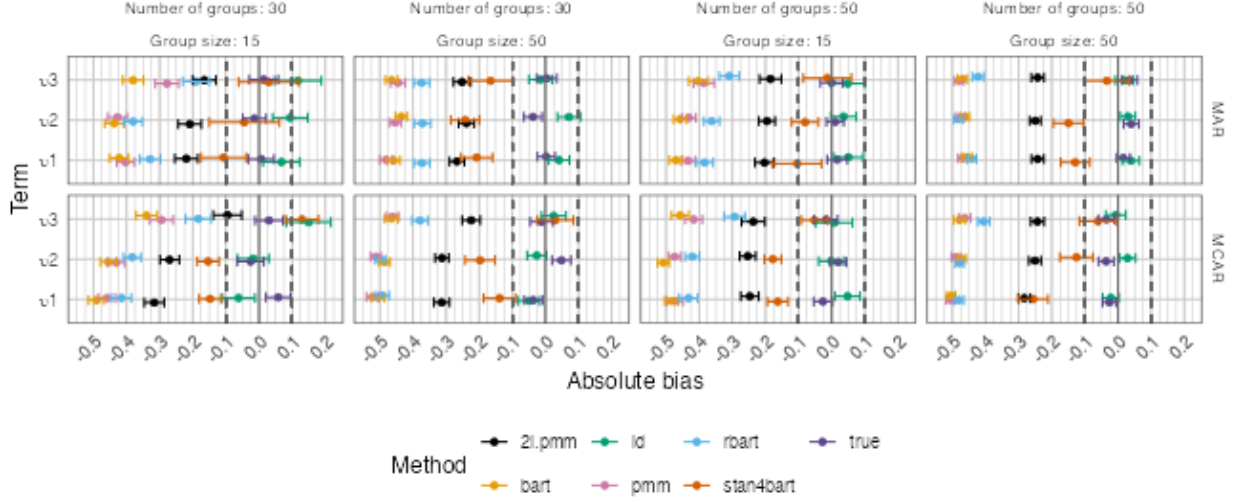 Number of groups: 30
Number of groups: 30
Number of groups: 50
Number of groups: 50
Group size: 15
Group size: 50
Group size: 15
Group size: 50
Term
υ3
υ2
υ1
MAR
υ3
υ2
υ1
MCAR
-0.5 -0.4 -0.3 -0.2 -0.1 0.0 0.1 0.2
-0.5 -0.4 -0.3 -0.2 -0.1 0.0 0.1 0.2
-0.5 -0.4 -0.3 -0.2 -0.1 0.0 0.1 0.2
-0.5 -0.4 -0.3 -0.2 -0.1 0.0 0.1 0.2
Absolute bias
Method
2l.pmm ld rbart true
bart pmm stan4bart